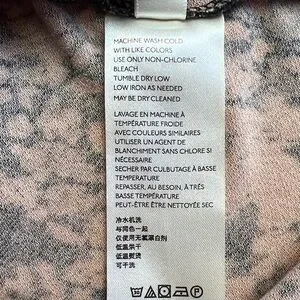 MACHINE WASH COLD
WITH LIKE COLORS
USE ONLY NON-CHLORINE
BLEACH
TUMBLE DRY LOW
LOW IRON AS NEEDED
MAY BE DRY CLEANED
LAVAGE EN MACHINE À
TEMPÉRATURE FROIDE
AVEC COULEURS SIMILAIRES
UTILISER UN AGENT DE
BLANCHIMENT SANS CHLORE SI
NÉCESSAIRE
SECHER PAR CULBUTAGE À BASSE
TEMPERATURE
REPASSER, AU BESOIN, À TRÈS
BASSE TEMPÉRATURE
PEUT-ÊTRE ÊTRE NETTOYÉE SEC
冷水机洗
与同色一起
仅使用无氯漂白剂
低温烘干
低温熨烫
可干洗